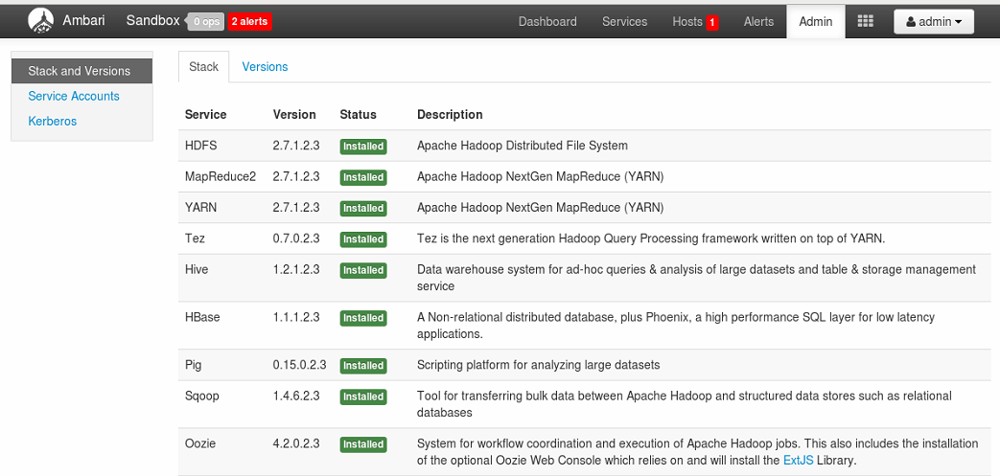 Ambari Sandbox 0 ops 2 alerts Dashboard Services Hosts 1 Alerts Admin admin
Stack and Versions
Service Accounts
Kerberos
Stack Versions
Service Version Status Description
HDFS 2.7.1.2.3 Installed Apache Hadoop Distributed File System
MapReduce2 2.7.1.2.3 Installed Apache Hadoop NextGen MapReduce (YARN)
YARN 2.7.1.2.3 Installed Apache Hadoop NextGen MapReduce (YARN)
Tez 0.7.0.2.3 Installed Tez is the next generation Hadoop Query Processing framework written on top of YARN.
Hive 1.2.1.2.3 Installed Data warehouse system for ad-hoc queries & analysis of large datasets and table & storage management
service
HBase 1.1.1.2.3 Installed A Non-relational distributed database, plus Phoenix, a high performance SQL layer for low latency
applications.
Pig 0.15.0.2.3 Installed Scripting platform for analyzing large datasets
Sqoop 1.4.6.2.3 Installed Tool for transferring bulk data between Apache Hadoop and structured data stores such as relational
databases
Oozie 4.2.0.2.3 Installed System for workflow coordination and execution of Apache Hadoop jobs. This also includes the installation
of the optional Oozie Web Console which relies on and will install the ExtJS Library.